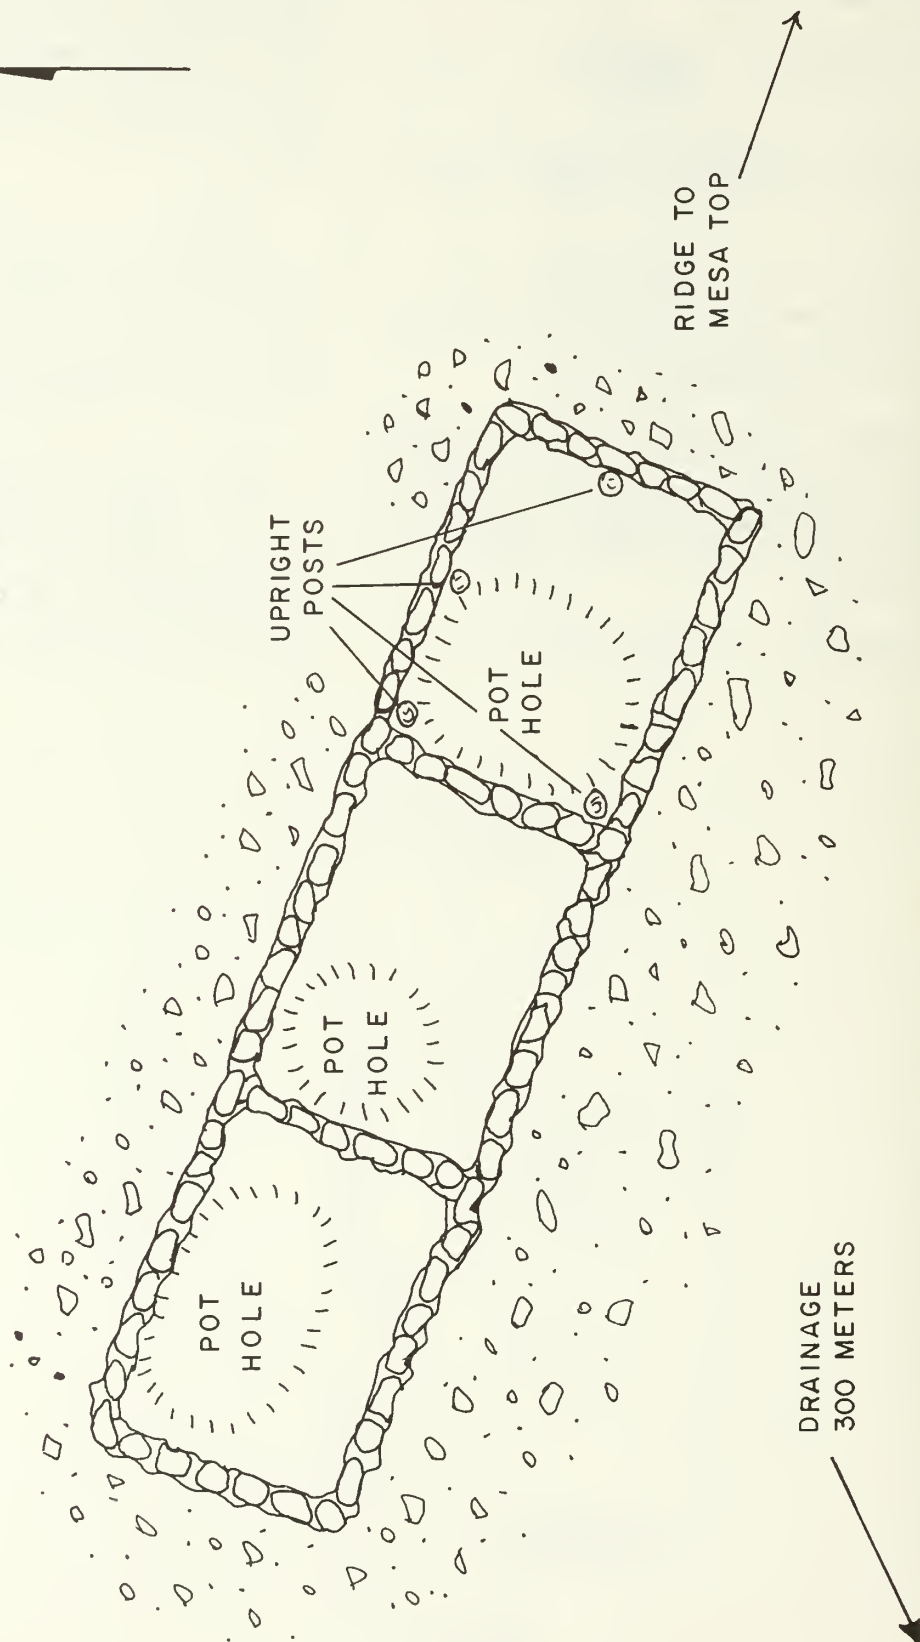 UPRIGHT
POSTS
RIDGE TO
MESA TOP
POT
HOLE
POT
HOLE
POT
HOLE
DRAINAGE
300 METERS